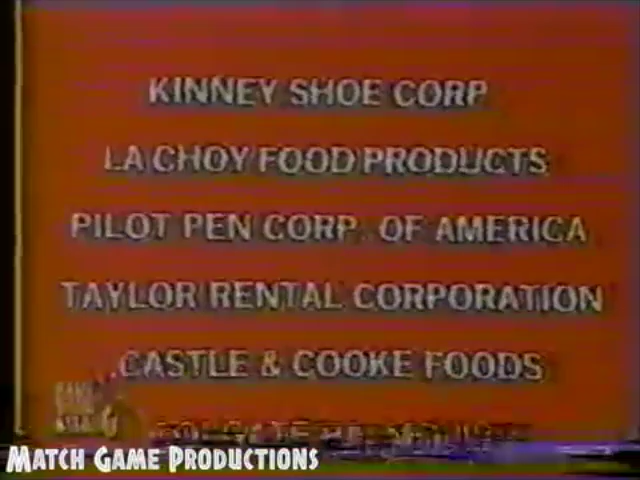 KINNEY SHOE CORP
LA CHOY FOOD PRODUCTS
PILOT PEN CORP. OF AMERICA
TAYLOR RENTAL CORPORATION
CASTLE & COOKE FOODS
MATCH GAME PRODUCTIONS